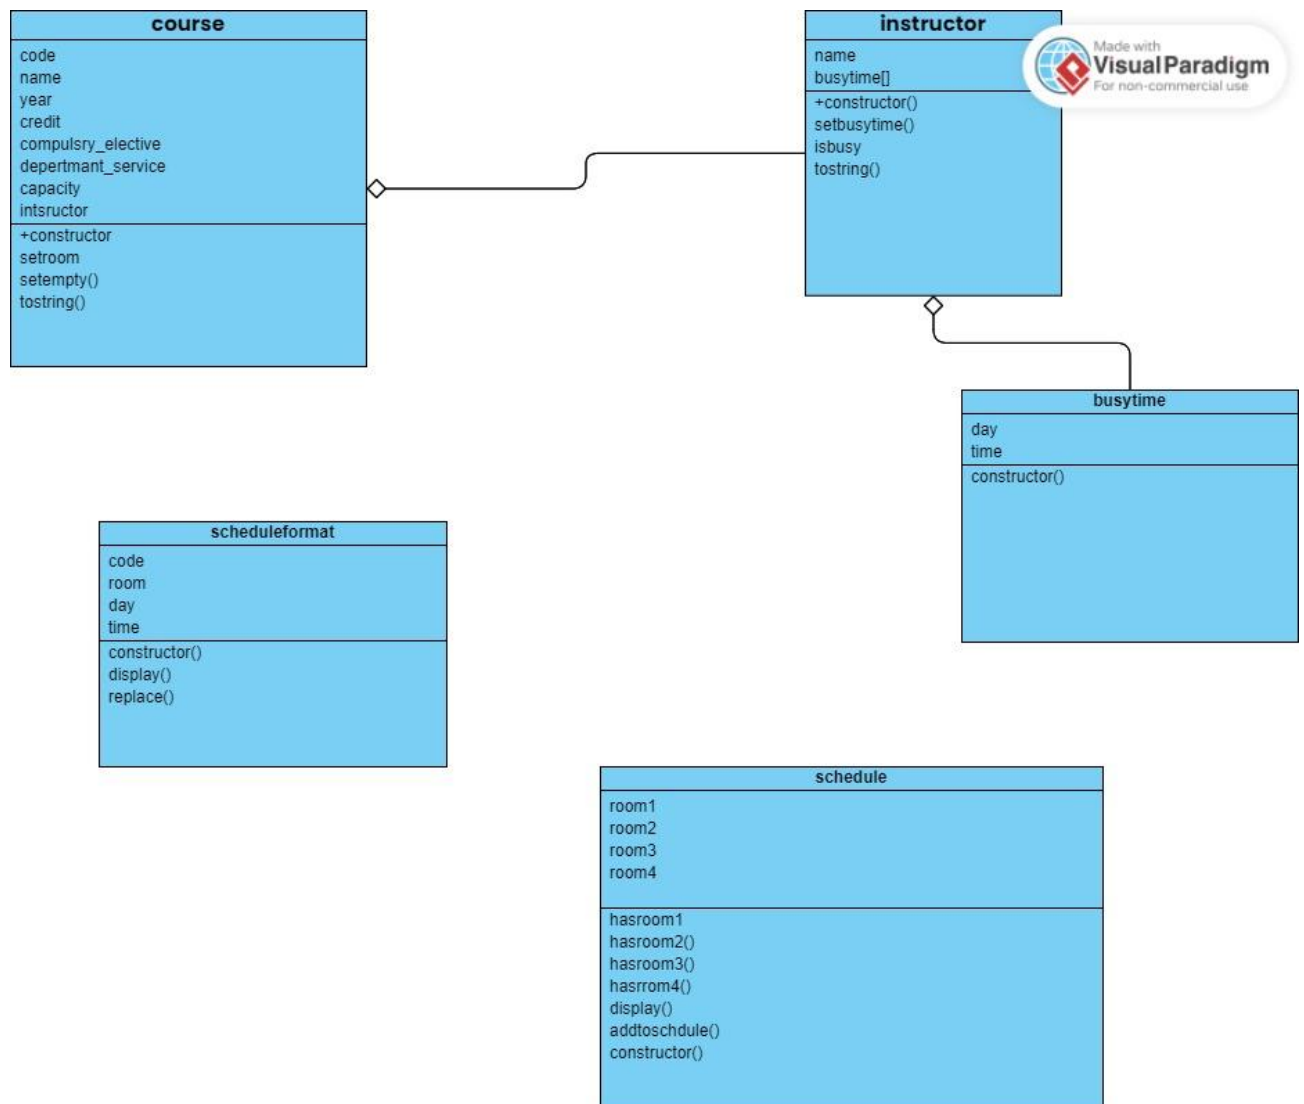 course
code
name
year
credit
compulsry_elective
depertmant_service
capacity
intsructor
+constructor
setroom
setempty()
tostring()
instructor
name
busytime[]
+constructor()
setbusytime()
isbusy
tostring()
Made with
VisualParadigm
For non-commercial use
busytime
day
time
constructor()
scheduleformat
code
room
day
time
constructor()
display()
replace()
schedule
room1
room2
room3
room4
hasroom1
hasroom2()
hasroom3()
hasrrom4()
display()
addtoschdule()
constructor()